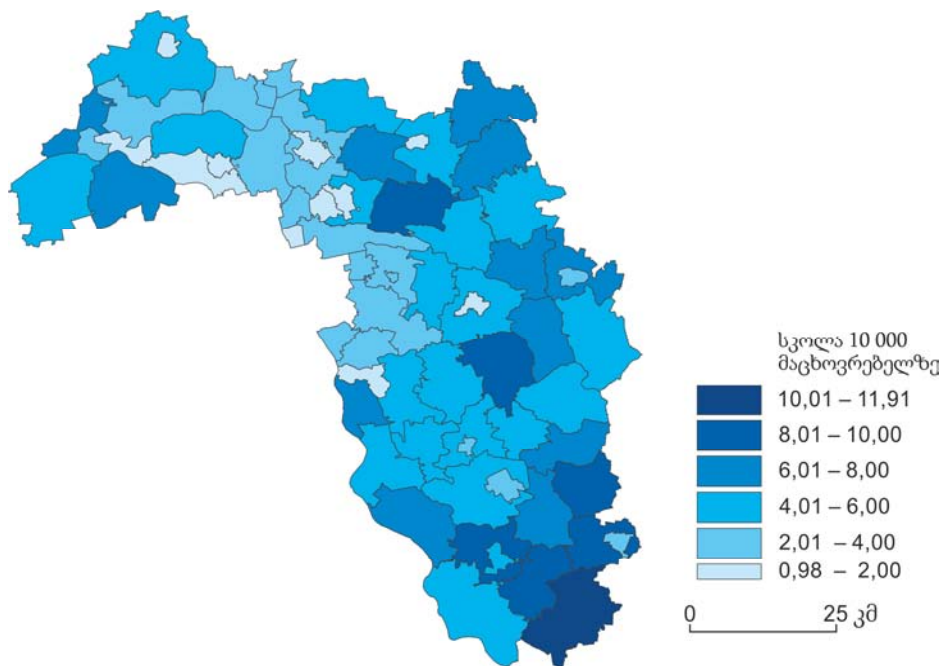 სკოლა 10 000
მაცხოვრებელზე
10,01 – 11,91
8,01 – 10,00
6,01 – 8,00
4,01 – 6,00
2,01 – 4,00
0,98 – 2,00
0 25 კმ